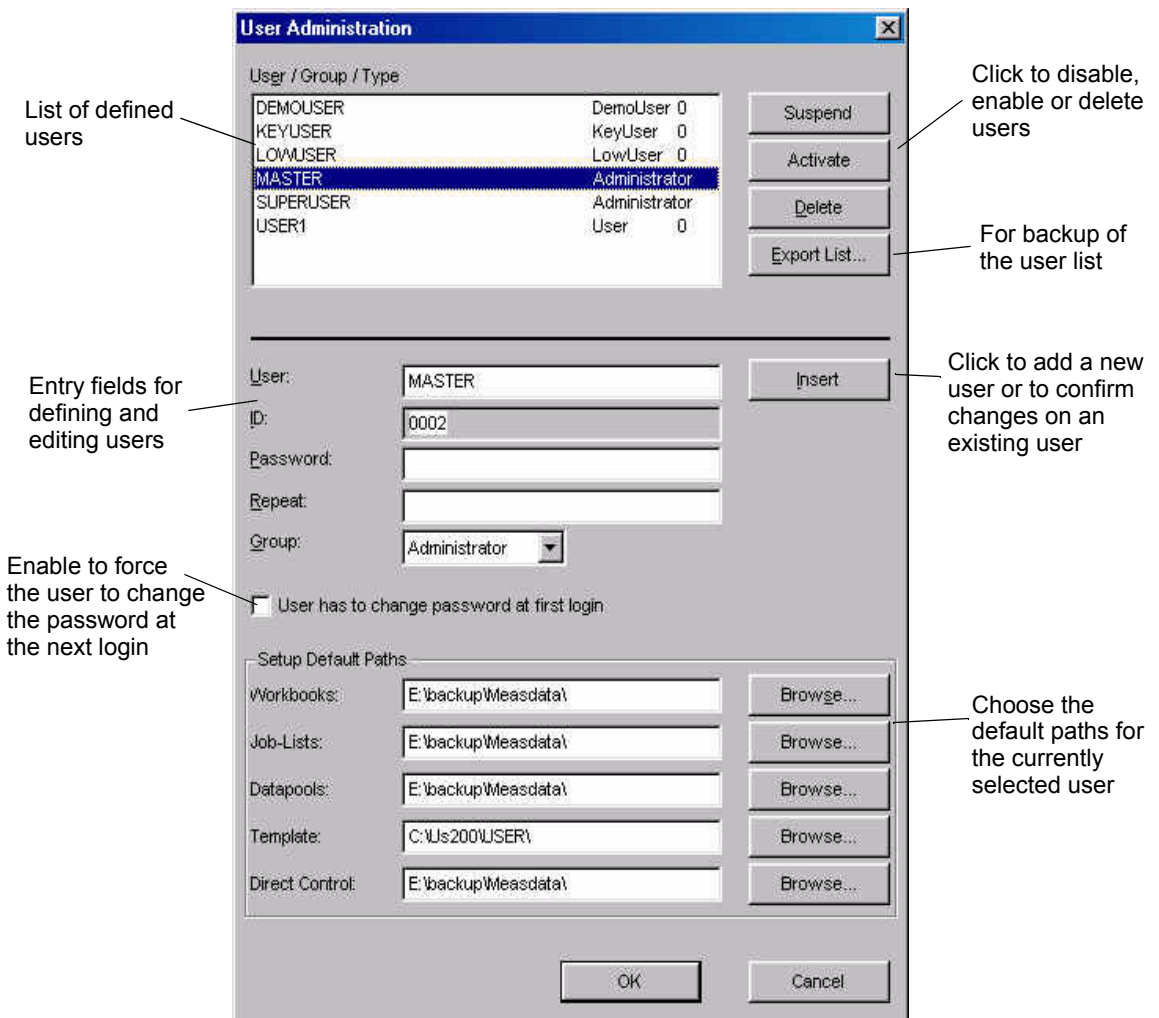 User Administration
User / Group / Type
DEMOUSER DemoUser 0
KEYUSER KeyUser 0
LOWUSER LowUser 0
MASTER Administrator
SUPERUSER Administrator
USER1 User 0
Suspend
Activate
Delete
Export List...
List of defined
users
Click to disable,
enable or delete
users
For backup of
the user list
User: MASTER
Insert
ID: 0002
Password:
Repeat:
Group: Administrator
Entry fields for
defining and
editing users
Click to add a new
user or to confirm
changes on an
existing user
User has to change password at first login
Enable to force
the user to change
the password at
the next login
Setup Default Paths
Workbooks: E:\backup\Measdata\ Browse...
Job-Lists: E:\backup\Measdata\ Browse...
Datapools: E:\backup\Measdata\ Browse...
Template: C:\Us200\USER\ Browse...
Direct Control: E:\backup\Measdata\ Browse...
Choose the
default paths for
the currently
selected user
OK
Cancel